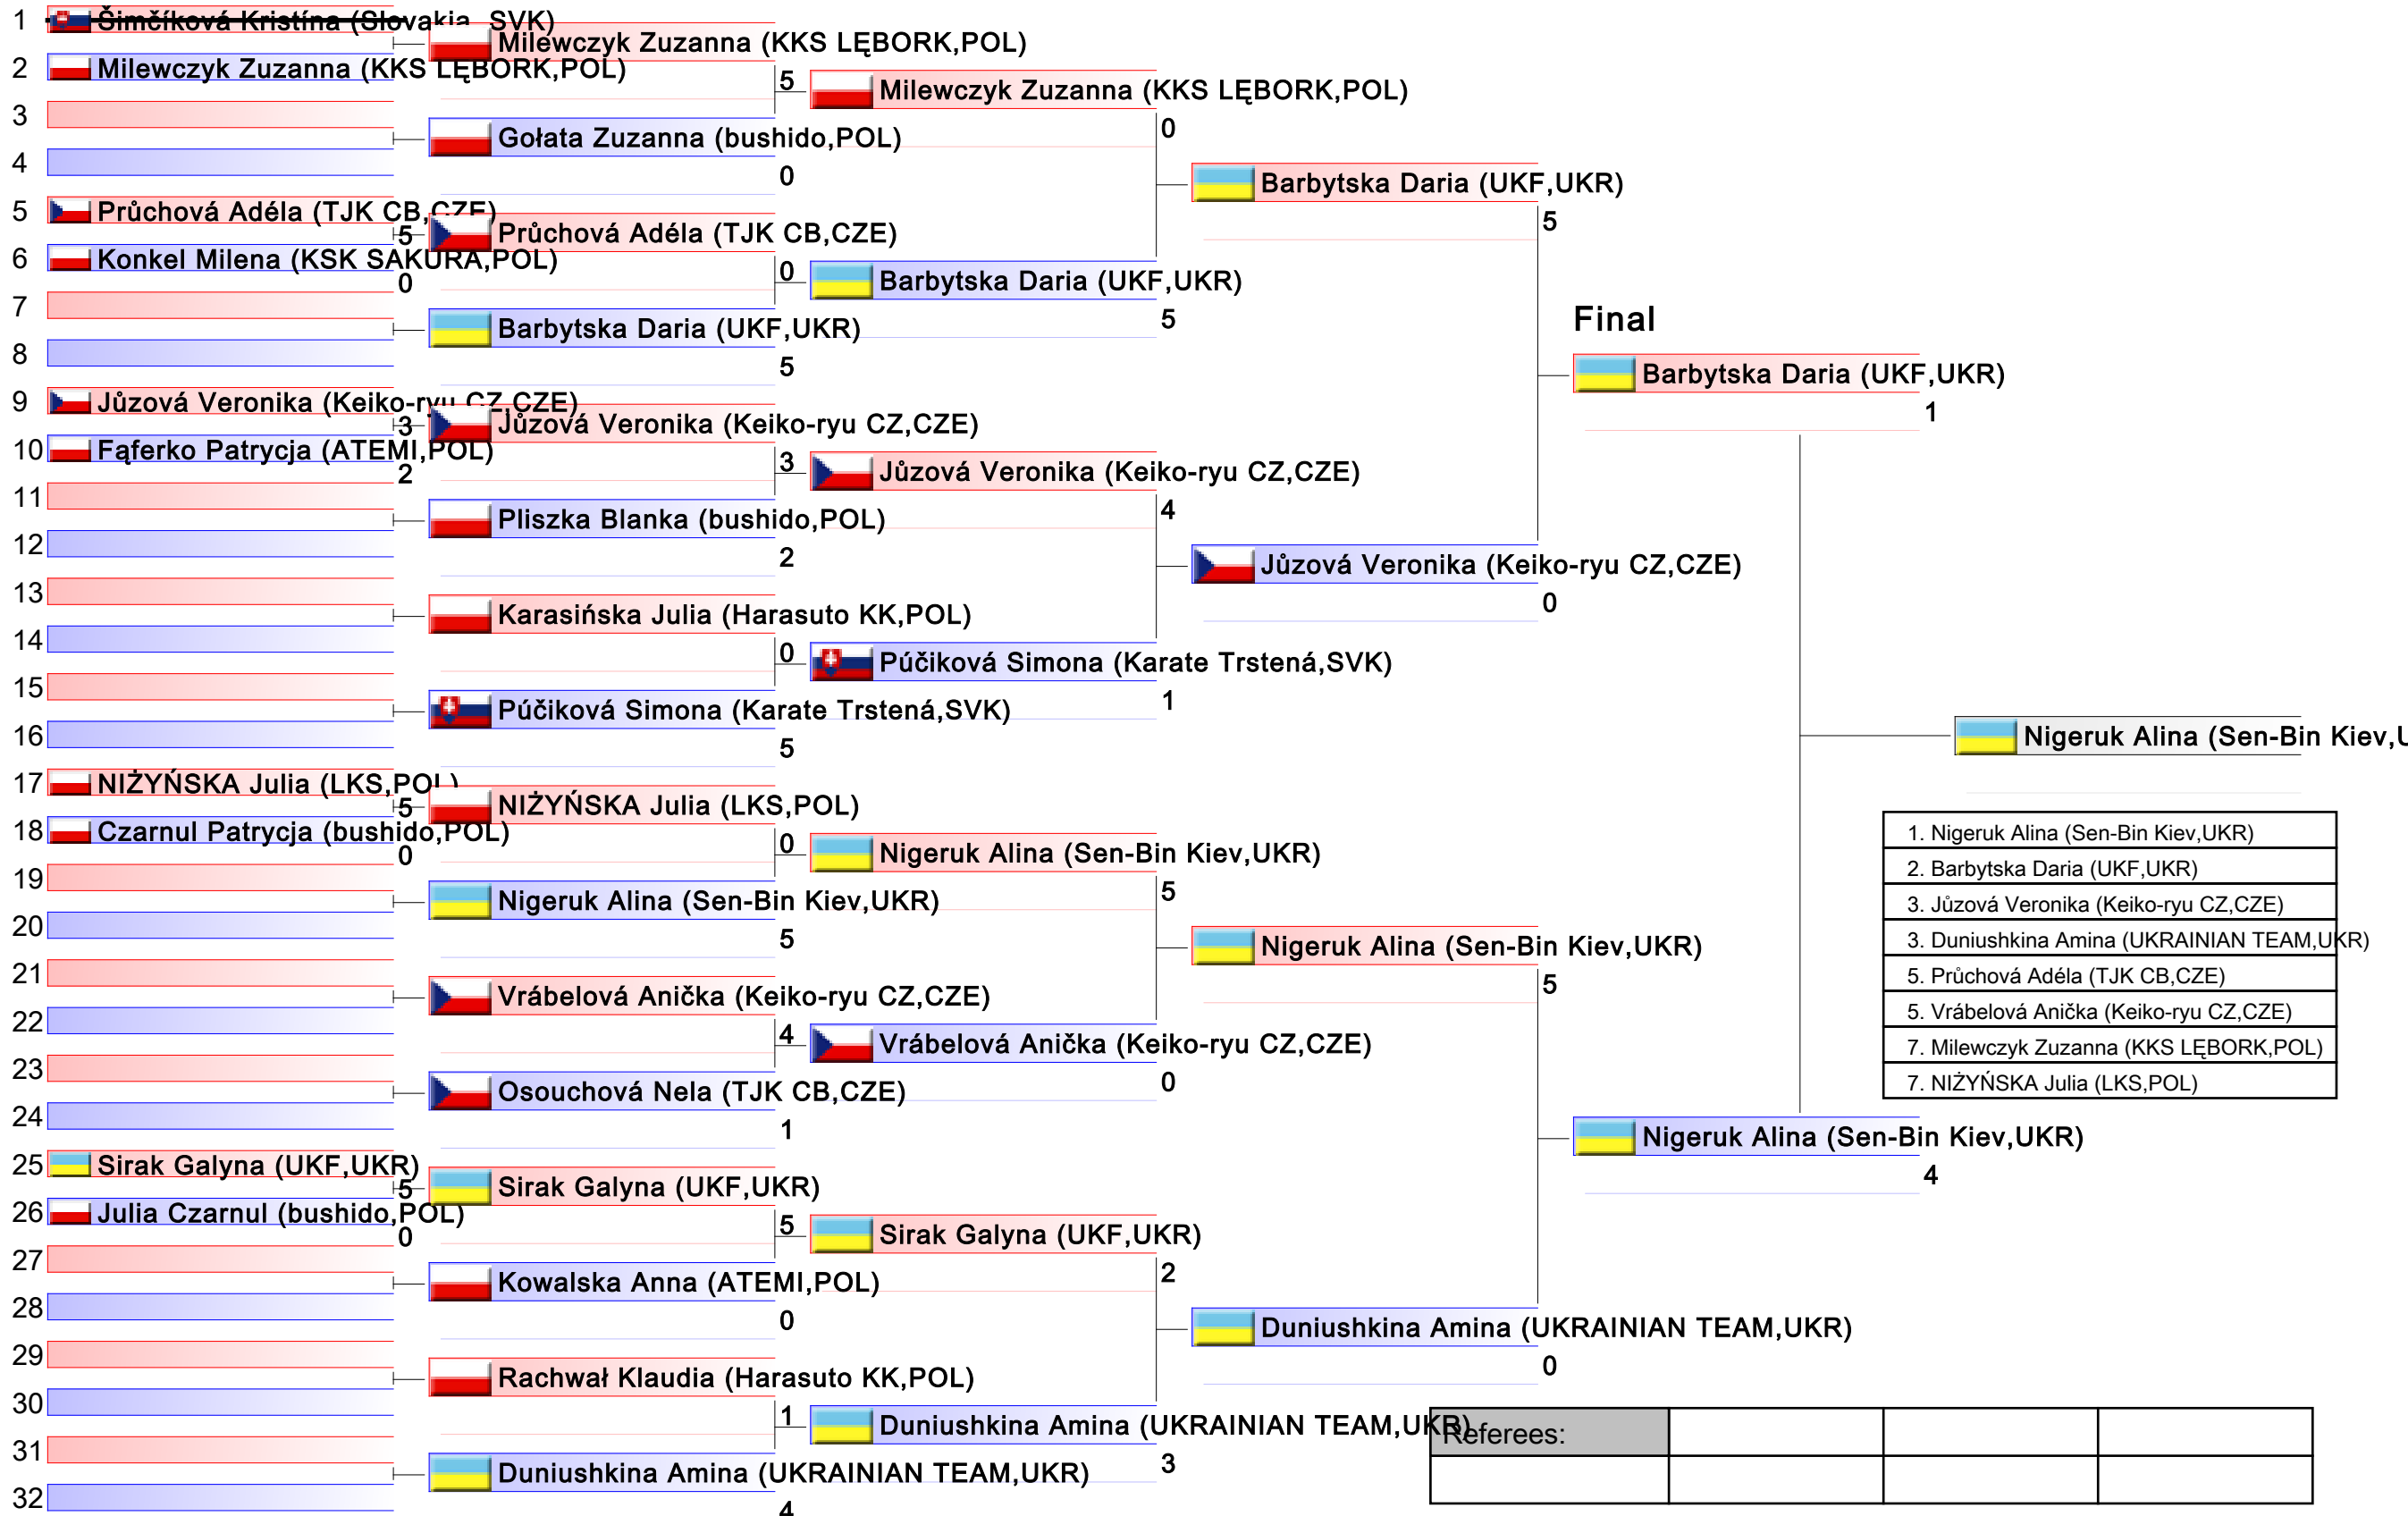 1 Šimčíková Kristína (Slovakia, SVK)
2 Milewczyk Zuzanna (KKS LĘBORK,POL)
3
4
5 Průchová Adéla (TJK CB,CZE)
5
6 Konkel Milena (KSK SAKURA,POL)
0
7
8
9 Jůzová Veronika (Keiko-ryu CZ,CZE)
3
10 Fąferko Patrycja (ATEMI,POL)
2
11
12
13
14
15
16
17 NIŻYŃSKA Julia (LKS,POL)
5
18 Czarnul Patrycja (bushido,POL)
0
19
20
21
22
23
24
25 Sirak Galyna (UKF,UKR)
5
26 Julia Czarnul (bushido,POL)
0
27
28
29
30
31
32
Milewczyk Zuzanna (KKS LĘBORK,POL)
5
Gołata Zuzanna (bushido,POL)
0
Průchová Adéla (TJK CB,CZE)
0
Barbytska Daria (UKF,UKR)
5
Jůzová Veronika (Keiko-ryu CZ,CZE)
3
Pliszka Blanka (bushido,POL)
2
Karasińska Julia (Harasuto KK,POL)
0
Púčiková Simona (Karate Trstená,SVK)
5
NIŻYŃSKA Julia (LKS,POL)
0
Nigeruk Alina (Sen-Bin Kiev,UKR)
5
Vrábelová Anička (Keiko-ryu CZ,CZE)
4
Osouchová Nela (TJK CB,CZE)
1
Sirak Galyna (UKF,UKR)
5
Kowalska Anna (ATEMI,POL)
0
Rachwał Klaudia (Harasuto KK,POL)
1
Duniushkina Amina (UKRAINIAN TEAM,UKR)
4
Milewczyk Zuzanna (KKS LĘBORK,POL)
0
Barbytska Daria (UKF,UKR)
5
Jůzová Veronika (Keiko-ryu CZ,CZE)
4
Púčiková Simona (Karate Trstená,SVK)
1
Nigeruk Alina (Sen-Bin Kiev,UKR)
5
Vrábelová Anička (Keiko-ryu CZ,CZE)
0
Sirak Galyna (UKF,UKR)
2
Duniushkina Amina (UKRAINIAN TEAM,UKR)
3
Barbytska Daria (UKF,UKR)
5
Jůzová Veronika (Keiko-ryu CZ,CZE)
0
Nigeruk Alina (Sen-Bin Kiev,UKR)
5
Duniushkina Amina (UKRAINIAN TEAM,UKR)
0
Final
Barbytska Daria (UKF,UKR)
1
Nigeruk Alina (Sen-Bin Kiev,UKR)
4
Nigeruk Alina (Sen-Bin Kiev,U
1. Nigeruk Alina (Sen-Bin Kiev,UKR)
2. Barbytska Daria (UKF,UKR)
3. Jůzová Veronika (Keiko-ryu CZ,CZE)
3. Duniushkina Amina (UKRAINIAN TEAM,UKR)
5. Průchová Adéla (TJK CB,CZE)
5. Vrábelová Anička (Keiko-ryu CZ,CZE)
7. Milewczyk Zuzanna (KKS LĘBORK,POL)
7. NIŻYŃSKA Julia (LKS,POL)
Referees: